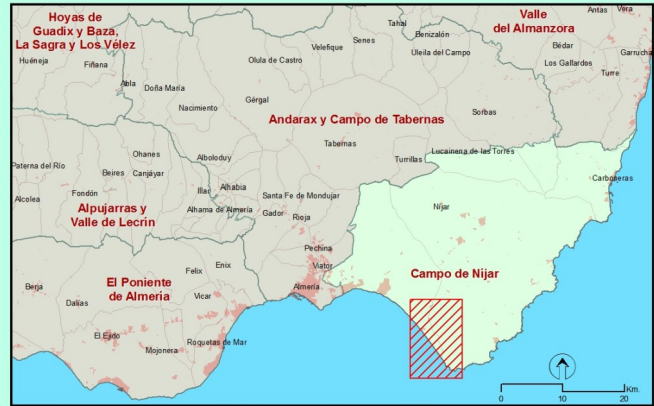 Hoyas de
Guadix y Baza,
La Sagra y Los Vélez
Huéneja
Fiñana
Abla
Doña María
Nacimiento
Gérgal
Olula de Castro
Velefique
Senes
Tahal
Benizalón
Uleila del Campo
Valle
del Almanzora
Antas
Vera
Bédar
Garrucha
Los Gallardos
Turre
Andarax y Campo de Tabernas
Sorbas
Tabernas
Turrillas
Lucainena de las Torres
Carboneras
Paterna del Río
Ohanes
Beires
Canjáyar
Alboloduy
Alcolea
Fondón
Illar
Alhabia
Alhama de Almería
Santa Fe de Mondujar
Gador
Rioja
Alpujarras y
Valle de Lecrín
Níjar
Pechina
Viator
Almería
Campo de Níjar
El Poniente
de Almería
Felix
Enix
Berja
Dalías
Vicar
El Ejido
Mojonera
Roquetas de Mar
Km.
0
10
20